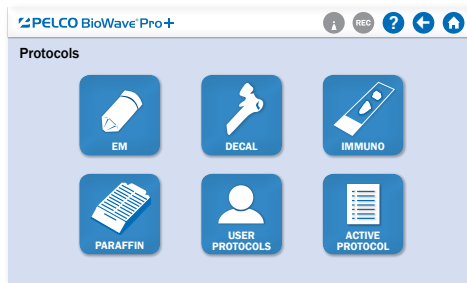 PELCO BioWave® Pro+
i REC ?
Protocols
EM DECAL IMMUNO
PARAFFIN USER PROTOCOLS ACTIVE PROTOCOL